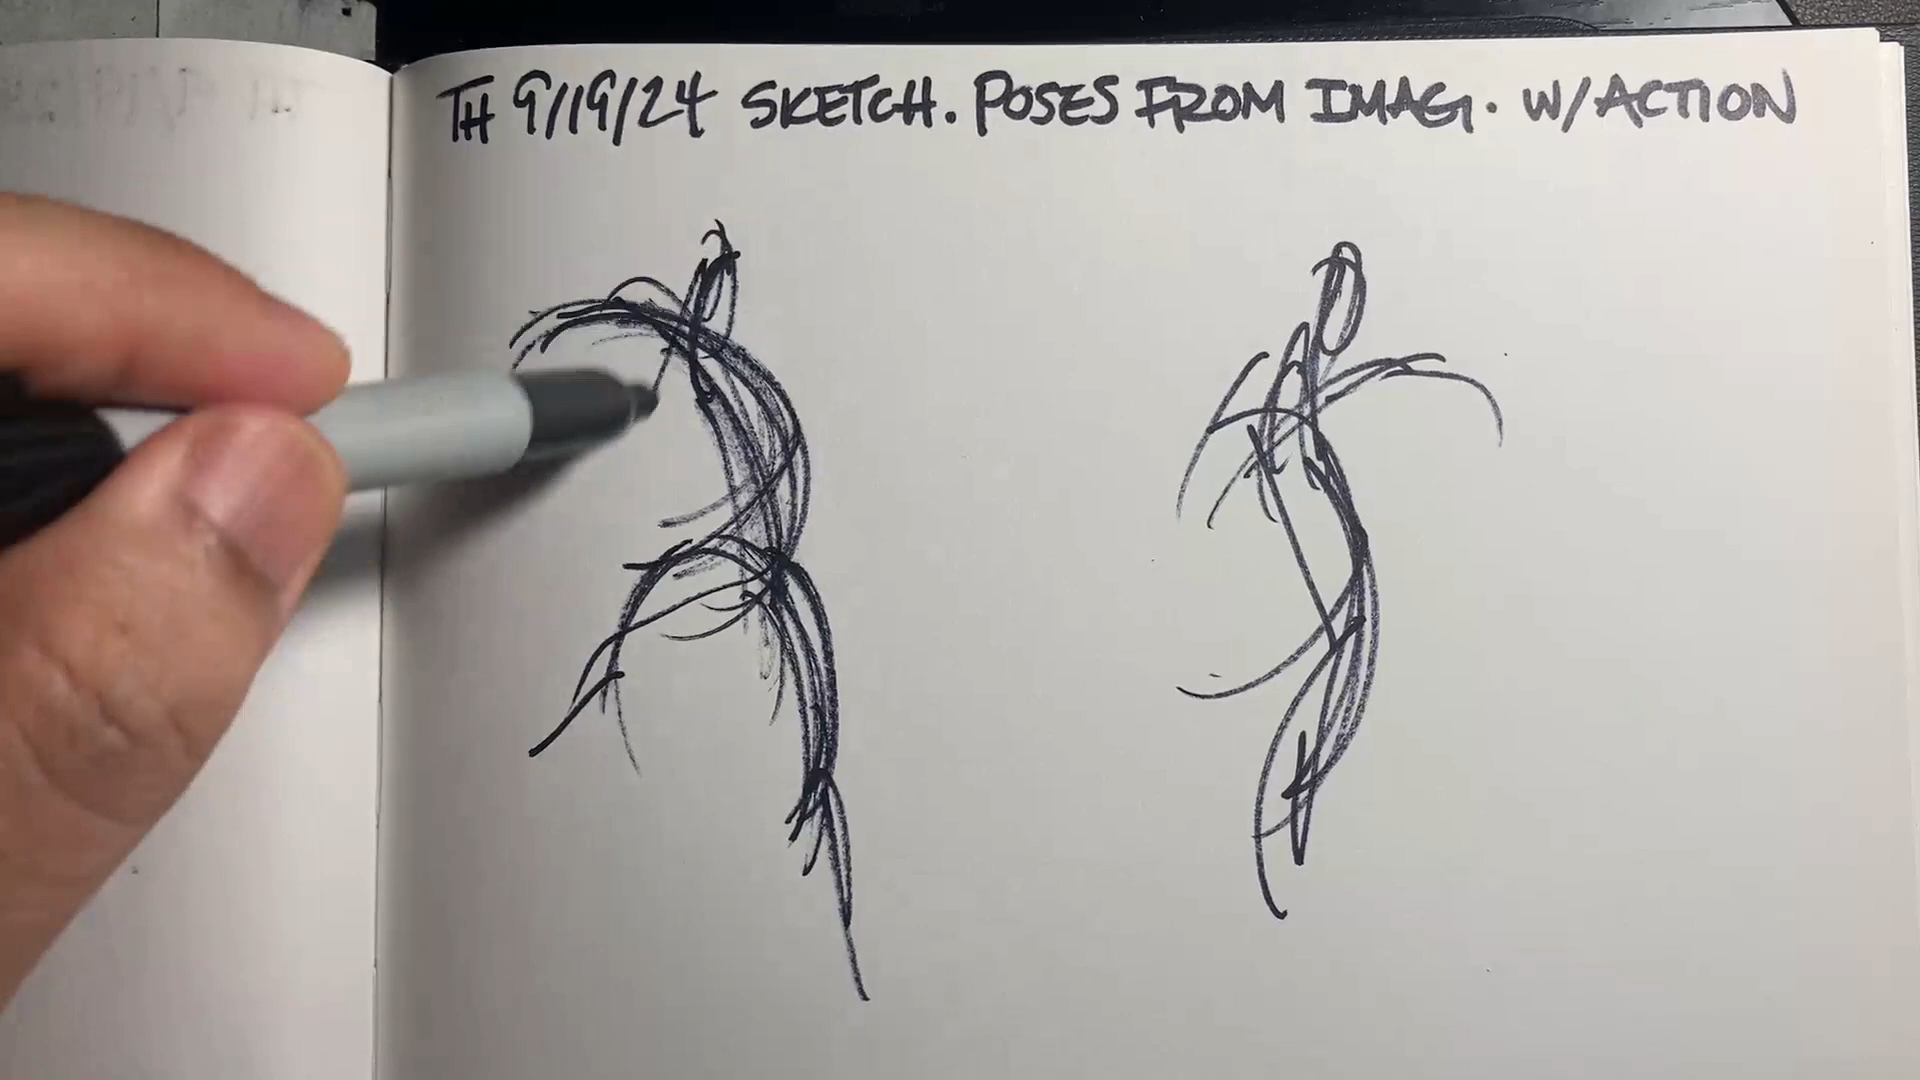 TH 9/19/24 SKETCH. POSES FROM IMAG. W/ACTION